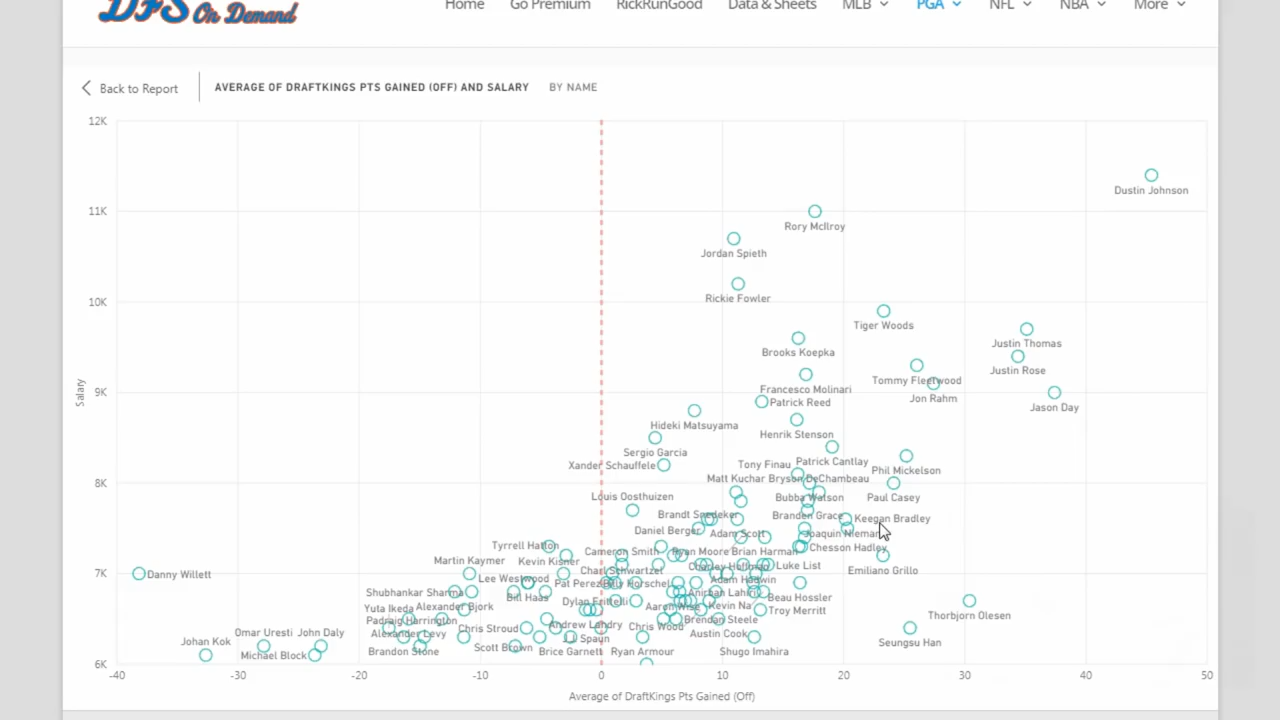 DFS On Demand
Home Go Premium RickRunGood Data & Sheets MLB PGA NFL NBA More
Back to Report AVERAGE OF DRAFTKINGS PTS GAINED (OFF) AND SALARY BY NAME
12K
Dustin Johnson
11K
Rory McIlroy
Jordan Spieth
Rickie Fowler
10K
Tiger Woods
Justin Thomas
Brooks Koepka
Justin Rose
Tommy Fleetwood
Francesco Molinari
9K
Jon Rahm
Patrick Reed
Jason Day
Salary
Hideki Matsuyama
Henrik Stenson
Sergio Garcia
Xander Schauffele Tony Finau Patrick Cantlay
Phil Mickelson
Matt Kuchar Bryson DeChambeau
8K
Louis Oosthuizen Bubba Watson Paul Casey
Brandt Snedeker Branden Grace Keegan Bradley
Daniel Berger Adam Scott Joaquin Nieman
Tyrrell Hatton Cameron Smith Ryan Moore Brian Harman Chesson Hadley
Martin Kaymer Kevin Kisner Charley Hoffman Luke List
Charl Schwartzel Emiliano Grillo
7K
Danny Willett Lee Westwood Pat Perez Billy Horschel Adam Hadwin
Shubhankar Sharma Bill Haas Anirban Lahiri Beau Hossler
Yuta Ikeda Alexander Bjork Dylan Frittelli Aaron Wise Kevin Na Troy Merritt Thorbjorn Olesen
Padraig Harrington Andrew Landry Chris Wood Brendan Steele
Omar Uresti John Daly Alexander Levy Chris Stroud Austin Cook
Johan Kok Spaun Seungsu Han
Michael Block Brandon Stone Scott Brown Brice Garnett Ryan Armour Shugo Imahira
6K
-40 -30 -20 -10 0 10 20 30 40 50
Average of DraftKings Pts Gained (Off)